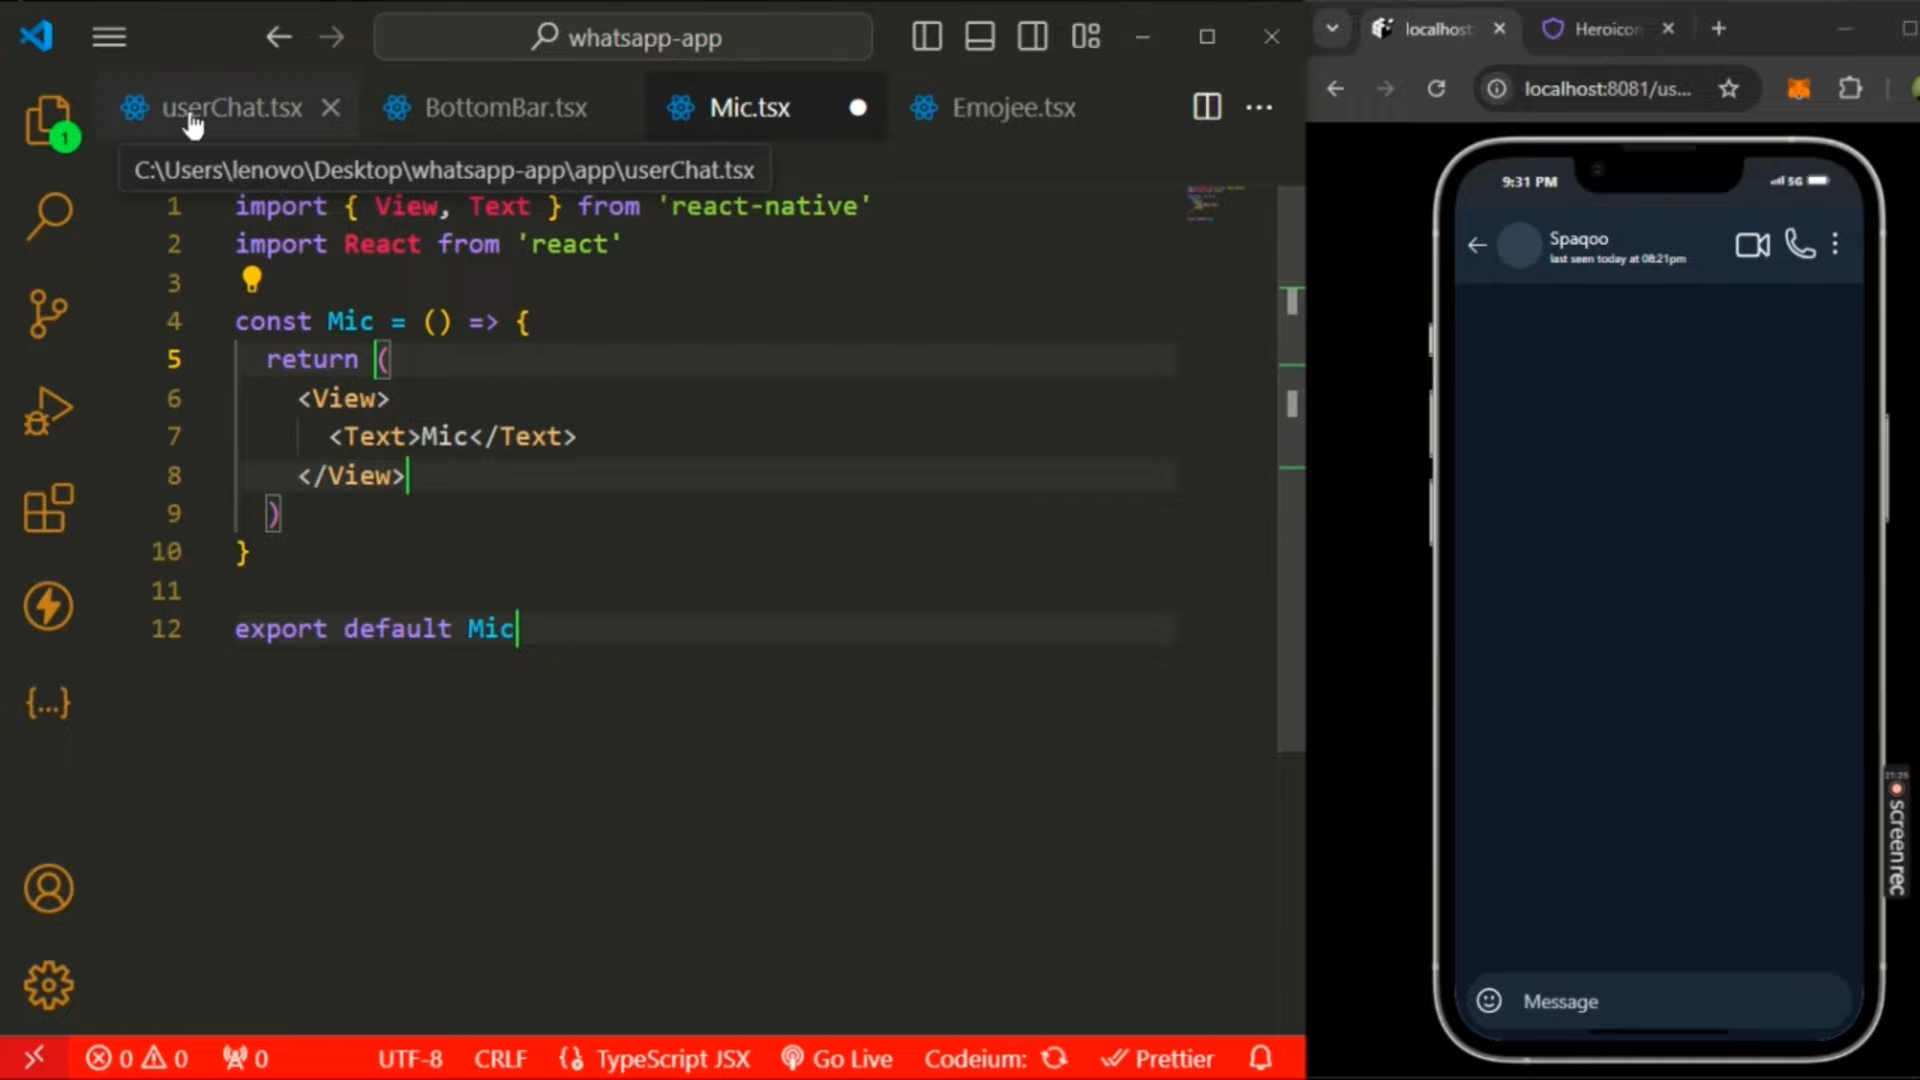 whatsapp-app
userChat.tsx
BottomBar.tsx
Mic.tsx
Emojee.tsx
C:\Users\lenovo\Desktop\whatsapp-app\app\userChat.tsx
1 import { View, Text } from 'react-native'
2 import React from 'react'
3
4 const Mic = () => {
5 return (
6 <View>
7 <Text>Mic</Text>
8 </View>
9 )
10 }
11
12 export default Mic
1
{...}
0 0 0 UTF-8 CRLF TypeScript JSX Go Live Codeium: Prettier
localhost
Heroicon
localhost:8081/us...
9:31 PM
5G
Spaqoo
last seen today at 08:21pm
Message
screenrec